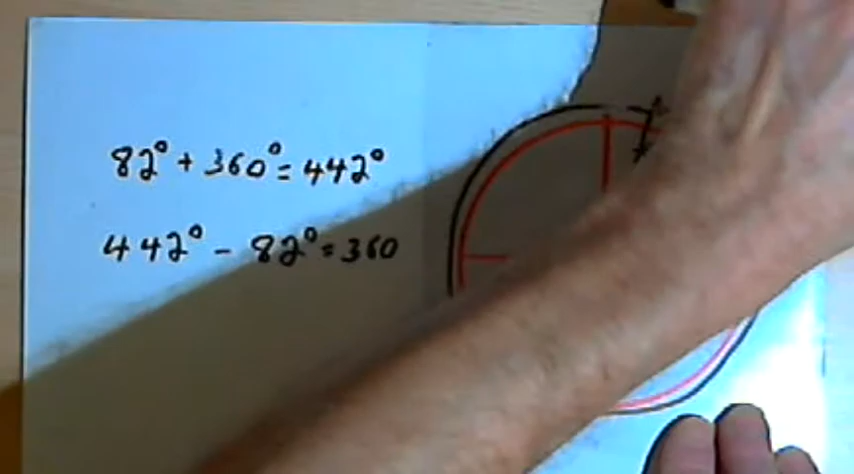 82° + 360° = 442°
442° - 82° = 360